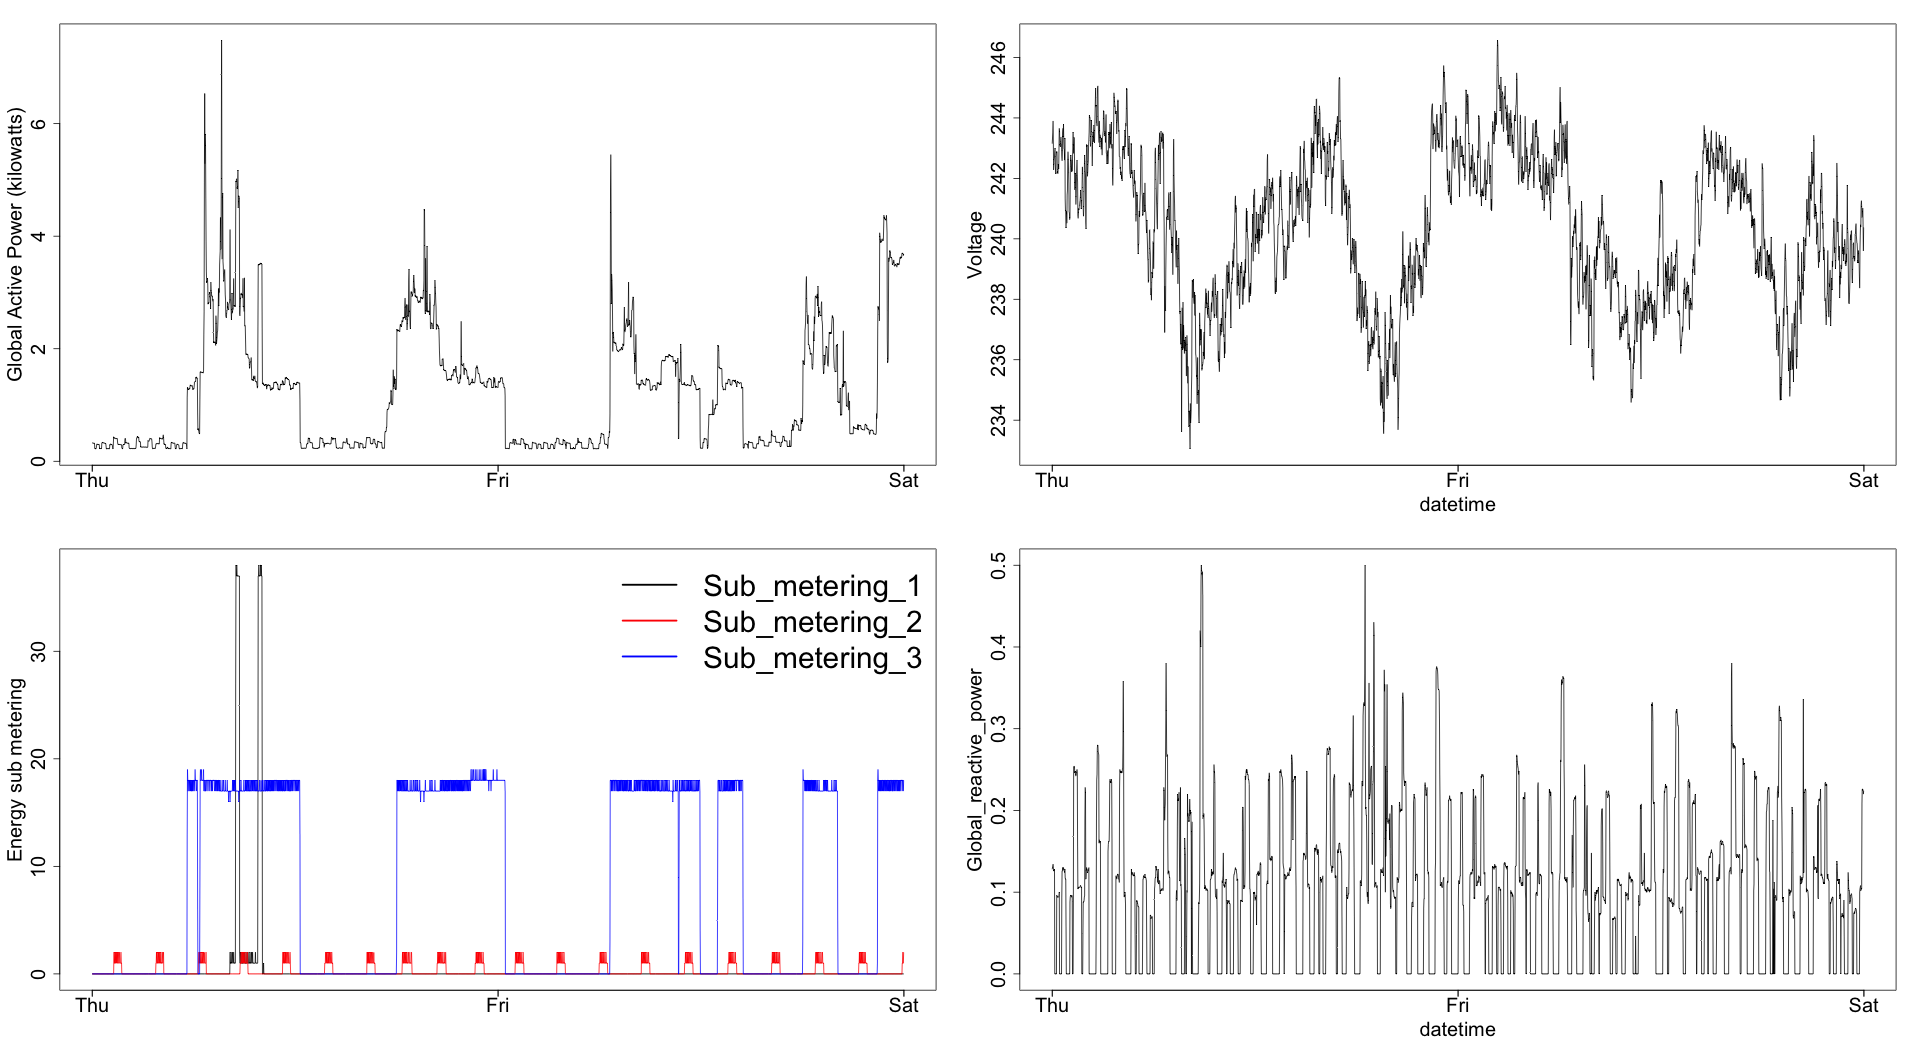 Global Active Power (kilowatts)
6
4
2
0
Thu
Fri
Sat
Voltage
246
244
242
240
238
236
234
Thu
Fri
Sat
datetime
Energy sub metering
30
20
10
0
Sub_metering_1
Sub_metering_2
Sub_metering_3
Thu
Fri
Sat
Global_reactive_power
0.5
0.4
0.3
0.2
0.1
0.0
Thu
Fri
Sat
datetime